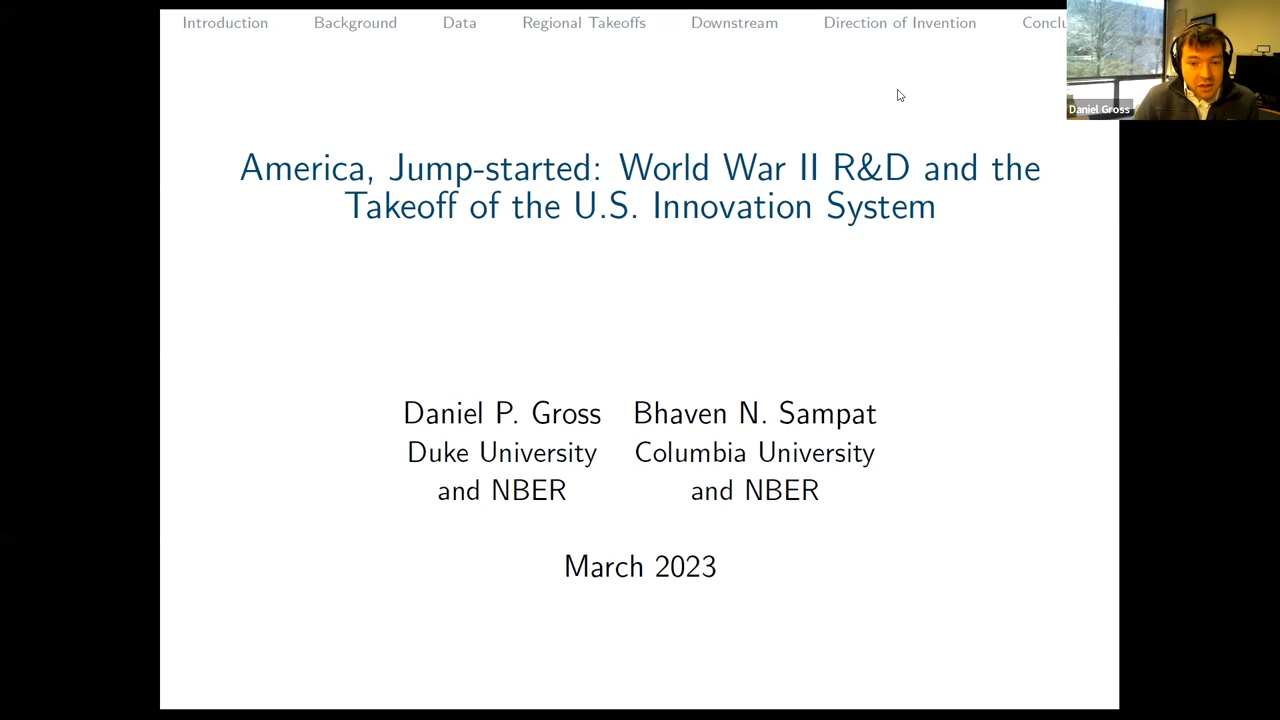 Introduction Background Data Regional Takeoffs Downstream Direction of Invention Conclu
Daniel Gross
America, Jump-started: World War II R&D and the
Takeoff of the U.S. Innovation System
Daniel P. Gross Bhaven N. Sampat
Duke University Columbia University
and NBER and NBER
March 2023